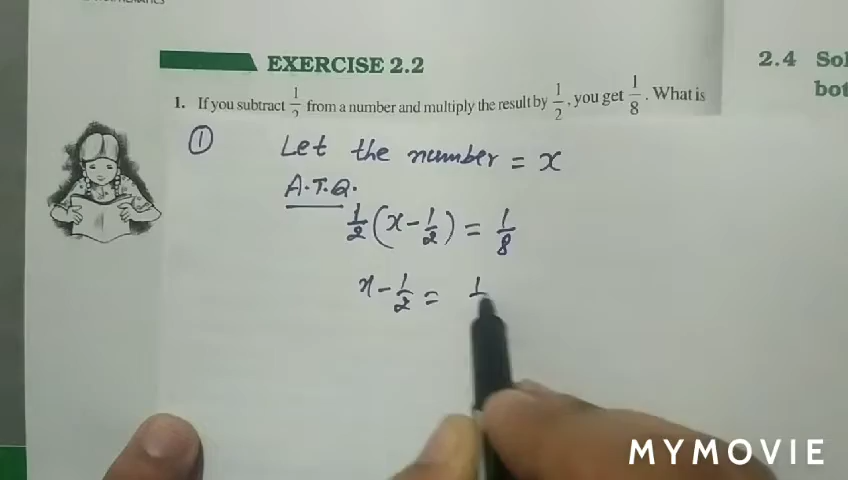 EXERCISE 2.2
2.4 Sol
bot
1. If you subtract 1/2 from a number and multiply the result by 1/2, you get 1/8. What is
① Let the number = x
A.T.Q.
1/2 (x - 1/2) = 1/8
x - 1/2 = 1
MYMOVIE